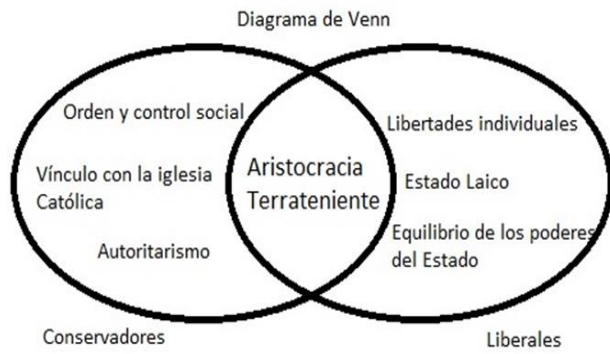 Diagrama de Venn
Orden y control social
Vínculo con la iglesia
Católica
Autoritarismo
Aristocracia
Terrateniente
Libertades individuales
Estado Laico
Equilibrio de los poderes
del Estado
Conservadores
Liberales